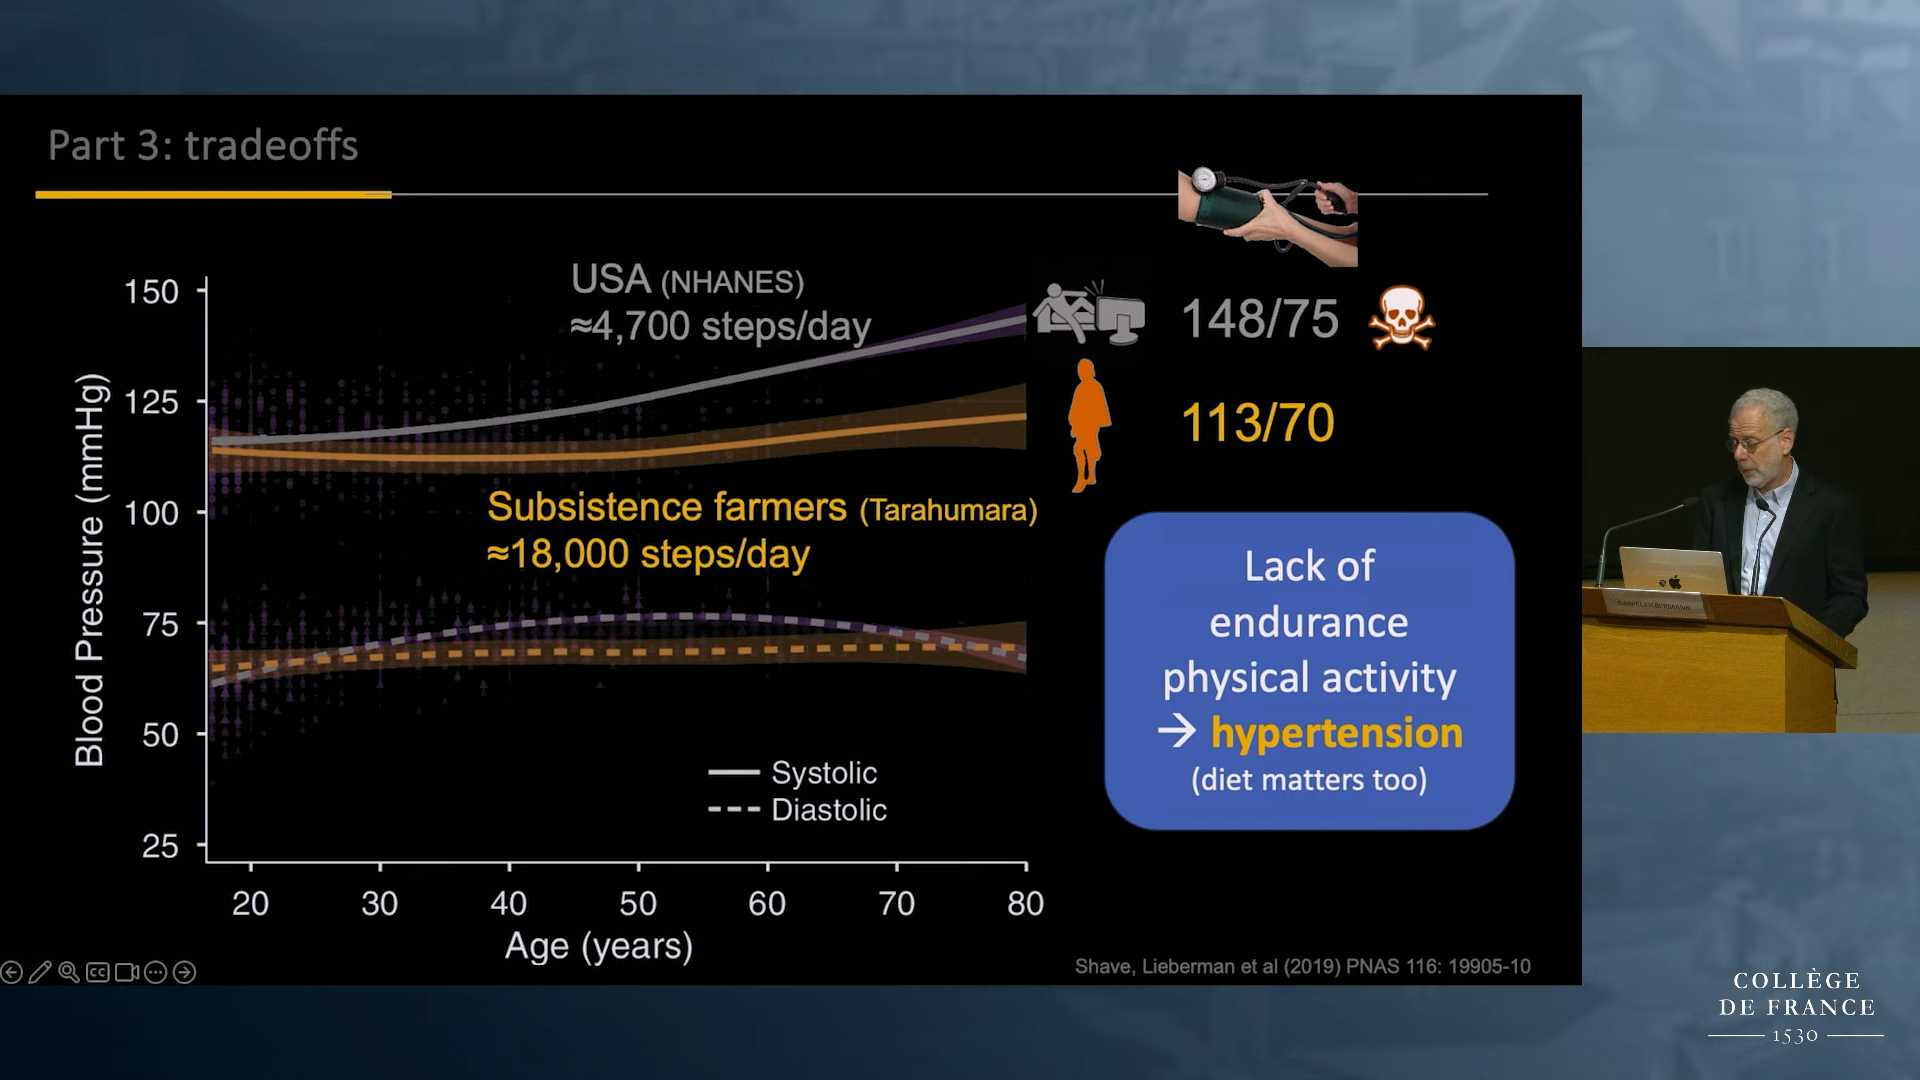 Part 3: tradeoffs
USA (NHANES)
≈4,700 steps/day
148/75
113/70
Subsistence farmers (Tarahumara)
≈18,000 steps/day
Blood Pressure (mmHg)
150
125
100
75
50
25
Systolic
Diastolic
20 30 40 50 60 70 80
Age (years)
Lack of
endurance
physical activity
→ hypertension
(diet matters too)
Shave, Lieberman et al (2019) PNAS 116: 19905-10
CC
DANIEL LIEBERMANN
COLLÈGE
DE FRANCE
1530